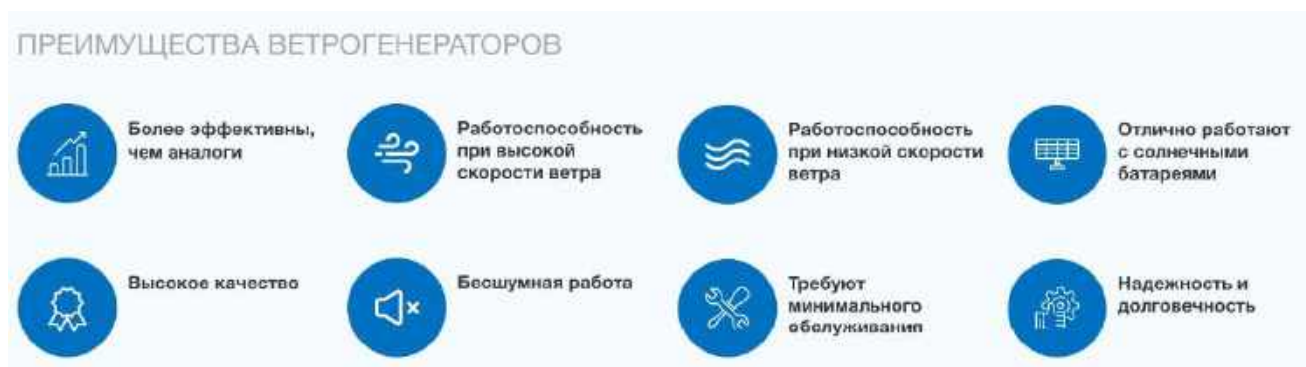 ПРЕИМУЩЕСТВА ВЕТРОГЕНЕРАТОРОВ
Более эффективны,
чем аналоги
Работоспособность
при высокой
скорости ветра
Работоспособность
при низкой скорости
ветра
Отлично работают
с солнечными
батареями
Высокое качество
Бесшумная работа
Требуют
минимального
обслуживания
Надежность и
долговечность